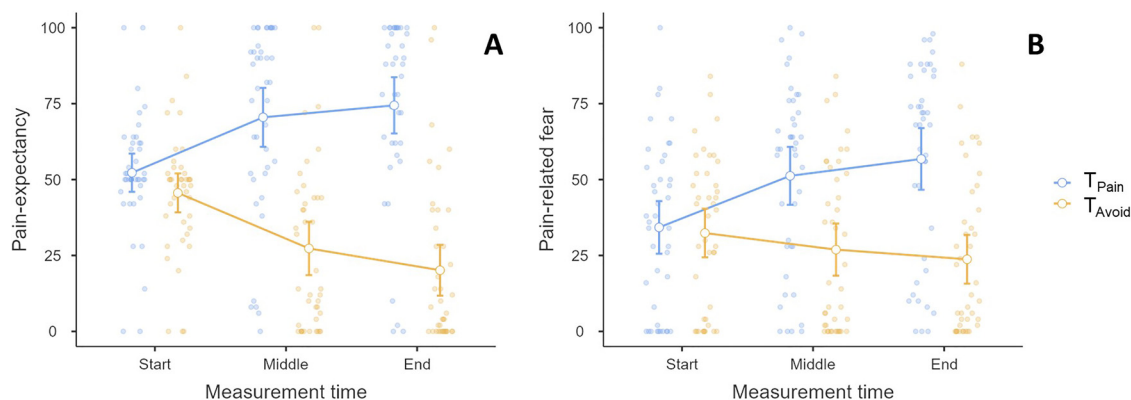 A
Pain-expectancy
100
75
50
25
0
Start Middle End
Measurement time
B
Pain-related fear
100
75
50
25
0
Start Middle End
Measurement time
TPain
TAvoid